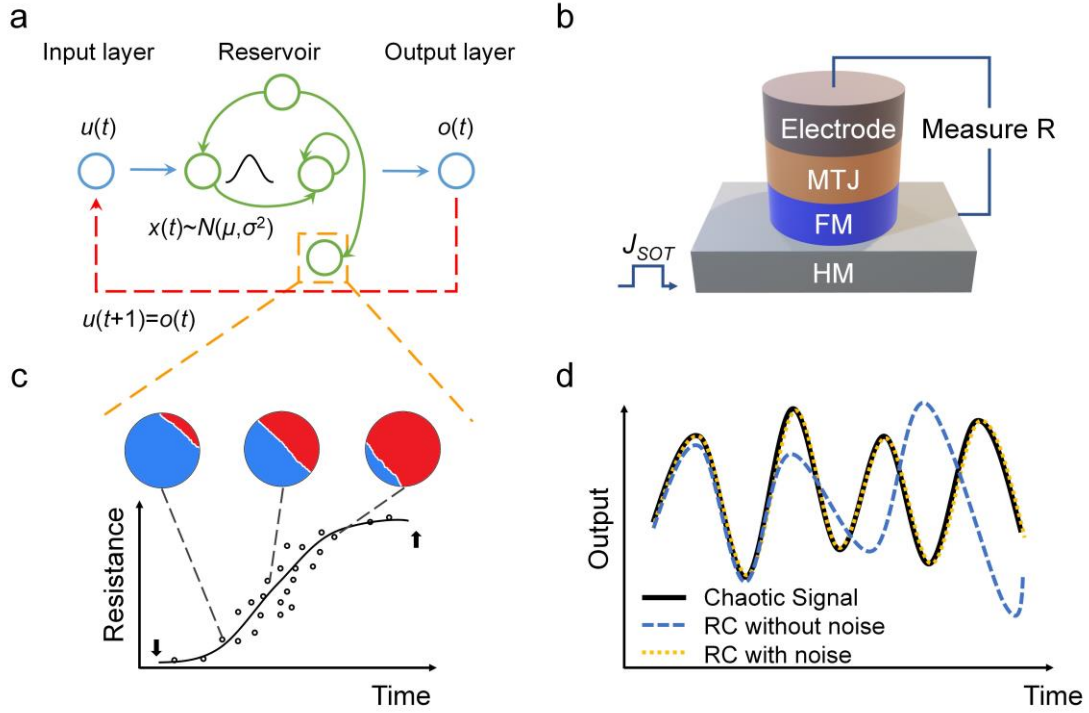 a
Input layer
Reservoir
Output layer
u(t)
o(t)
x(t)~N(μ,σ²)
u(t+1)=o(t)
b
Electrode
MTJ
FM
HM
Measure R
J_SOT
c
Resistance
Time
d
Output
Chaotic Signal
RC without noise
RC with noise
Time